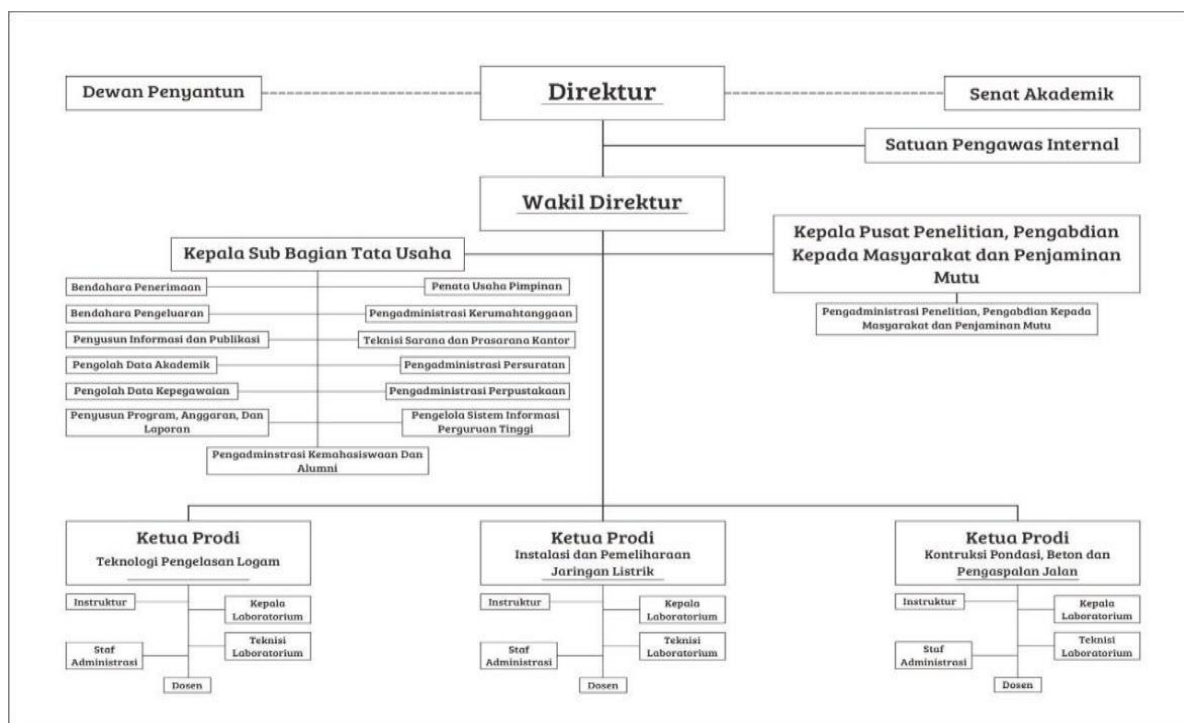 Direktur
Dewan Penyantun
Senat Akademik
Satuan Pengawas Internal
Wakil Direktur
Kepala Sub Bagian Tata Usaha
Kepala Pusat Penelitian, Pengabdian
Kepada Masyarakat dan Penjaminan
Mutu
Pengadministrasi Penelitian, Pengabdian Kepada
Masyarakat dan Penjaminan Mutu
Bendahara Penerimaan
Penata Usaha Pimpinan
Bendahara Pengeluaran
Pengadministrasi Kerumahtanggaan
Penyusun Informasi dan Publikasi
Teknisi Sarana dan Prasarana Kantor
Pengolah Data Akademik
Pengadministrasi Persuratan
Pengolah Data Kepegawaian
Pengadministrasi Perpustakaan
Penyusun Program, Anggaran, Dan
Laporan
Pengelola Sistem Informasi
Perguruan Tinggi
Pengadminstrasi Kemahasiswaan Dan
Alumni
Ketua Prodi
Teknologi Pengelasan Logam
Instruktur
Kepala
Laboratorium
Staf
Administrasi
Teknisi
Laboratorium
Dosen
Ketua Prodi
Instalasi dan Pemeliharaan
Jaringan Listrik
Instruktur
Kepala
Laboratorium
Staf
Administrasi
Teknisi
Laboratorium
Dosen
Ketua Prodi
Kontruksi Pondasi, Beton dan
Pengaspalan Jalan
Instruktur
Kepala
Laboratorium
Staf
Administrasi
Teknisi
Laboratorium
Dosen